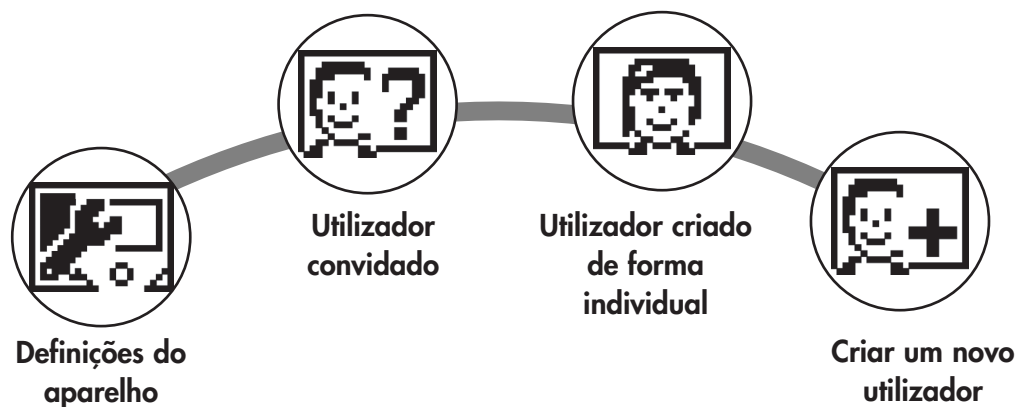 Utilizador
convidado
Utilizador criado
de forma
individual
Definições do
aparelho
Criar um novo
utilizador